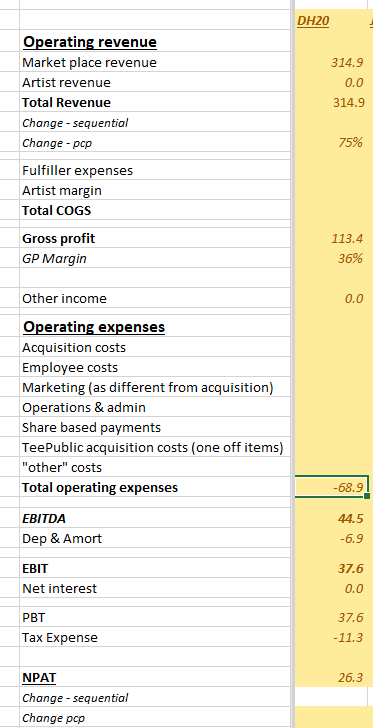 DH20
Operating revenue
Market place revenue 314.9
Artist revenue 0.0
Total Revenue 314.9
Change - sequential
Change - pcp 75%
Fulfiller expenses
Artist margin
Total COGS
Gross profit 113.4
GP Margin 36%
Other income 0.0
Operating expenses
Acquisition costs
Employee costs
Marketing (as different from acquisition)
Operations & admin
Share based payments
TeePublic acquisition costs (one off items)
"other" costs
Total operating expenses -68.9
EBITDA 44.5
Dep & Amort -6.9
EBIT 37.6
Net interest 0.0
PBT 37.6
Tax Expense -11.3
NPAT 26.3
Change - sequential
Change pcp